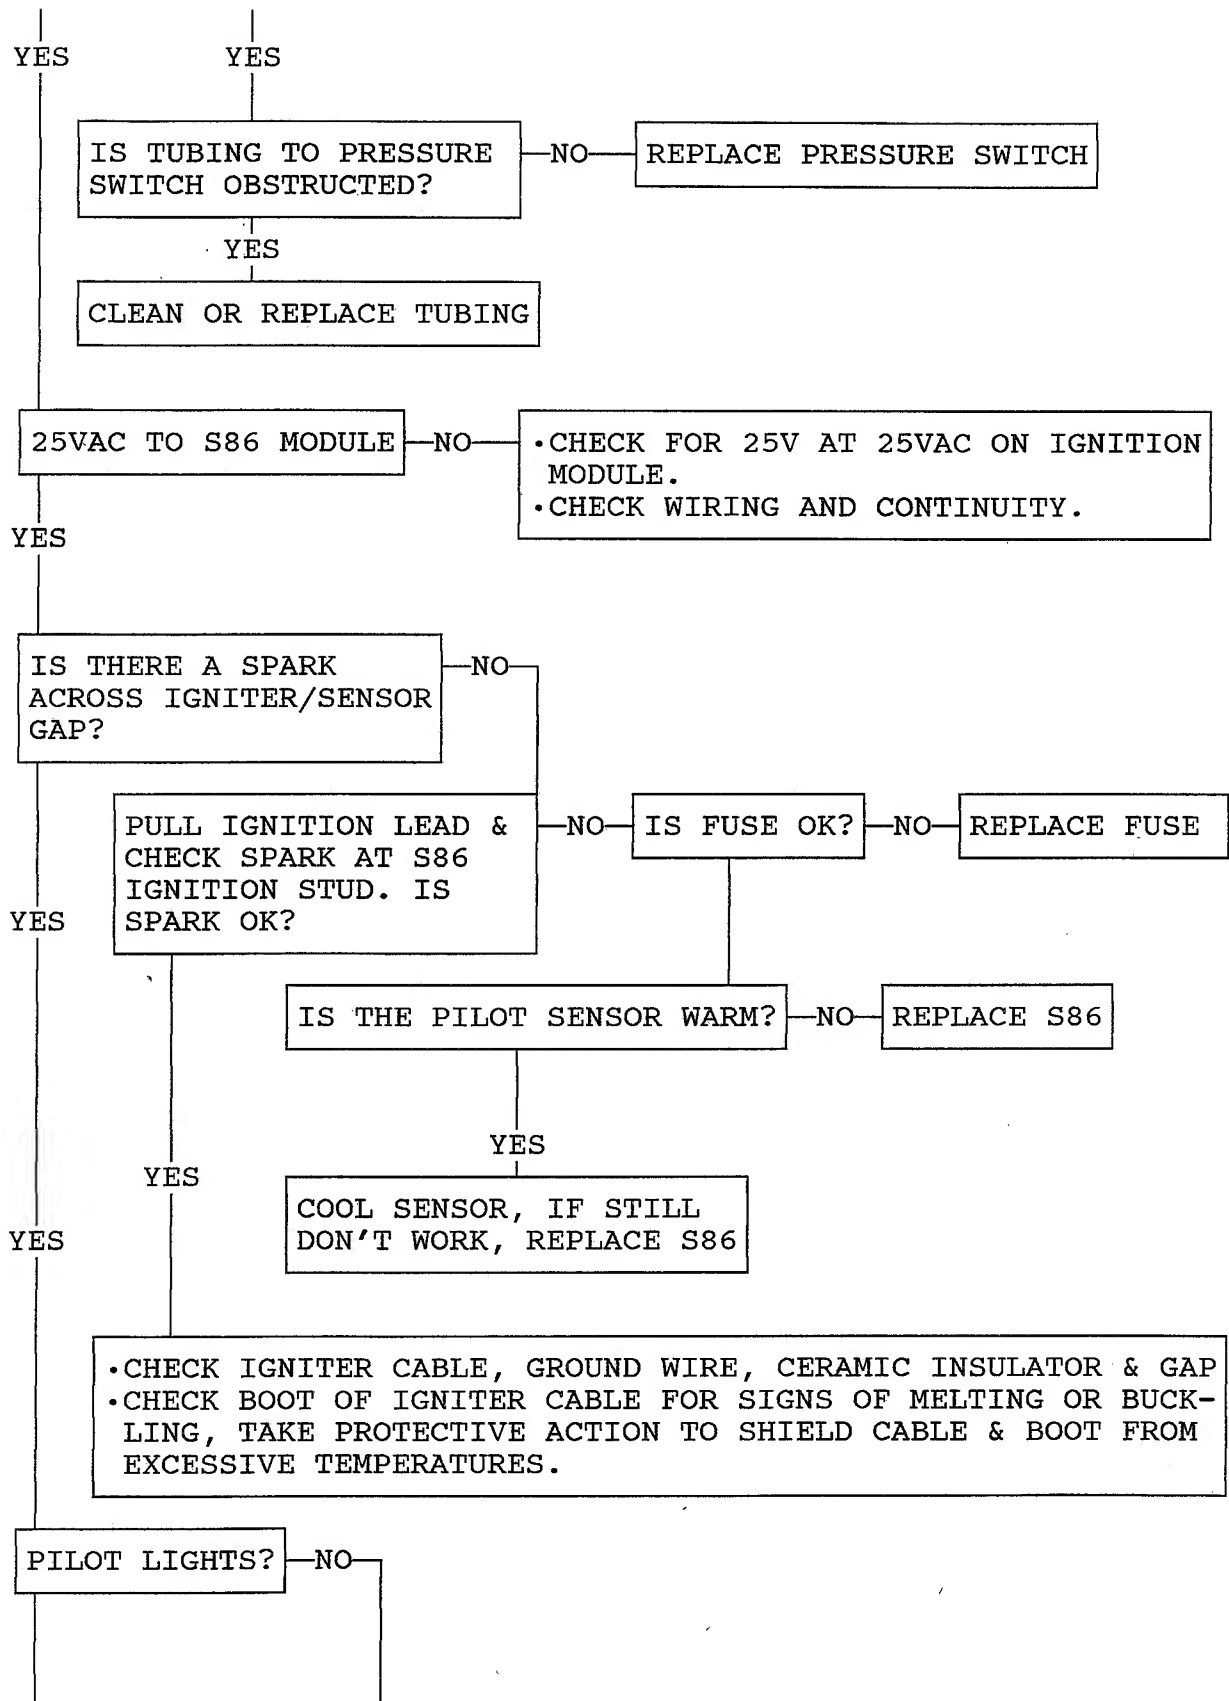 YES
YES
IS TUBING TO PRESSURE
SWITCH OBSTRUCTED?
NO
REPLACE PRESSURE SWITCH
YES
CLEAN OR REPLACE TUBING
25VAC TO S86 MODULE
NO
•CHECK FOR 25V AT 25VAC ON IGNITION
MODULE.
•CHECK WIRING AND CONTINUITY.
YES
IS THERE A SPARK
ACROSS IGNITER/SENSOR
GAP?
NO
PULL IGNITION LEAD &
CHECK SPARK AT S86
IGNITION STUD. IS
SPARK OK?
NO
IS FUSE OK?
NO
REPLACE FUSE
YES
IS THE PILOT SENSOR WARM?
NO
REPLACE S86
YES
YES
COOL SENSOR, IF STILL
DON'T WORK, REPLACE S86
YES
•CHECK IGNITER CABLE, GROUND WIRE, CERAMIC INSULATOR & GAP
•CHECK BOOT OF IGNITER CABLE FOR SIGNS OF MELTING OR BUCK-
LING, TAKE PROTECTIVE ACTION TO SHIELD CABLE & BOOT FROM
EXCESSIVE TEMPERATURES.
PILOT LIGHTS?
NO